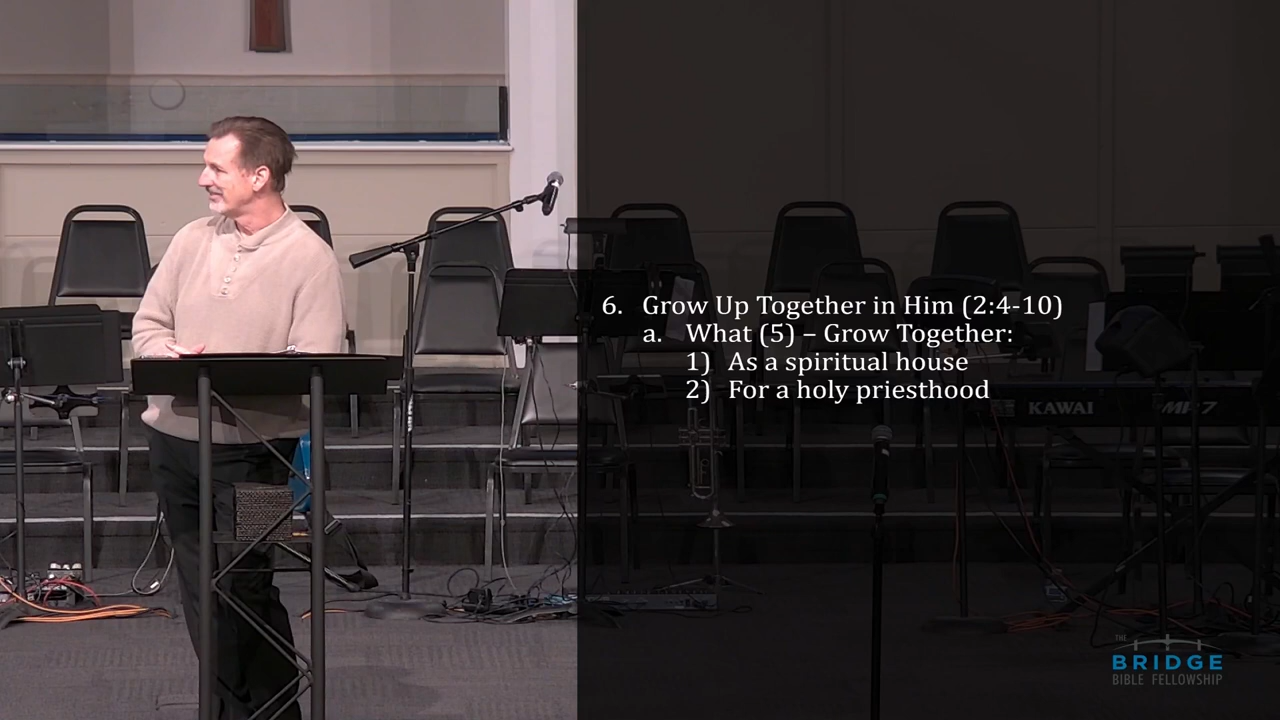 6. Grow Up Together in Him (2:4-10)
a. What (5) – Grow Together:
1) As a spiritual house
2) For a holy priesthood
KAWAI MP7
THE
BRIDGE
BIBLE FELLOWSHIP